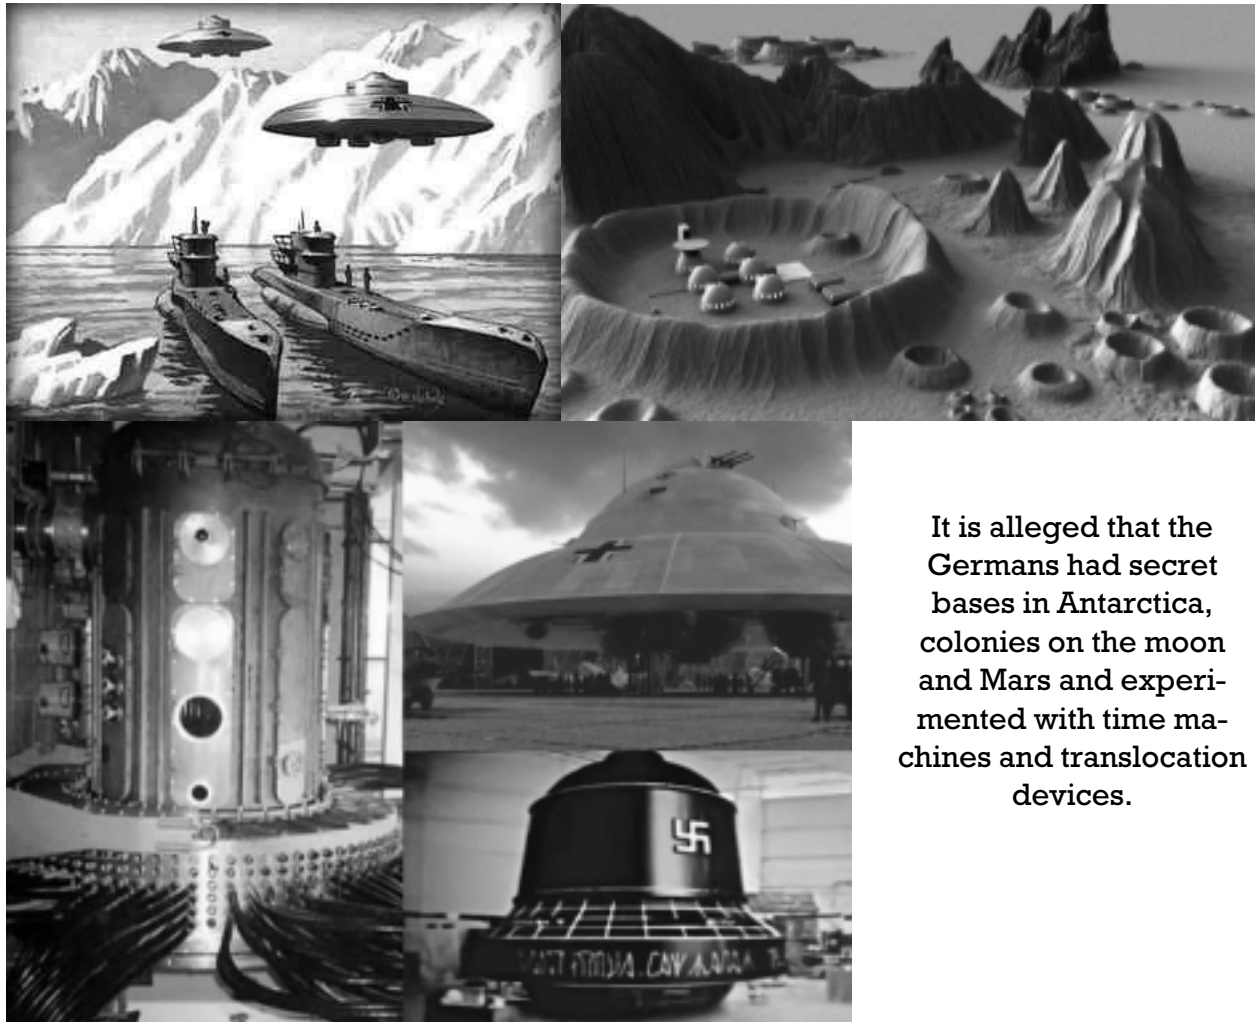 It is alleged that the
Germans had secret
bases in Antarctica,
colonies on the moon
and Mars and experi-
mented with time ma-
chines and translocation
devices.